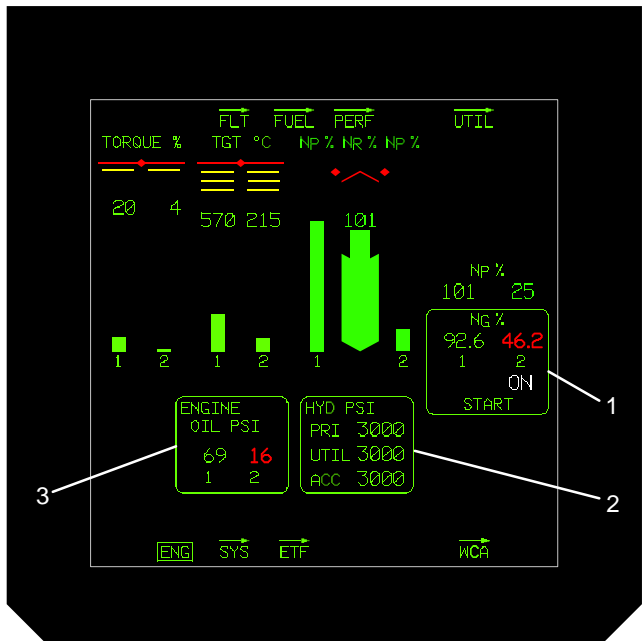 FLT FUEL PERF UTIL
TORQUE % TGT °C NP % NR % NP %
20 4 570 215 101
NP %
101 25
NG %
92.6 46.2
1 2
1 2 1 2 1 2
ON
START
1
ENGINE
OIL PSI
69 16
1 2
3
HYD PSI
PRI 3000
UTIL 3000
ACC 3000
2
ENG SYS ETF WCA